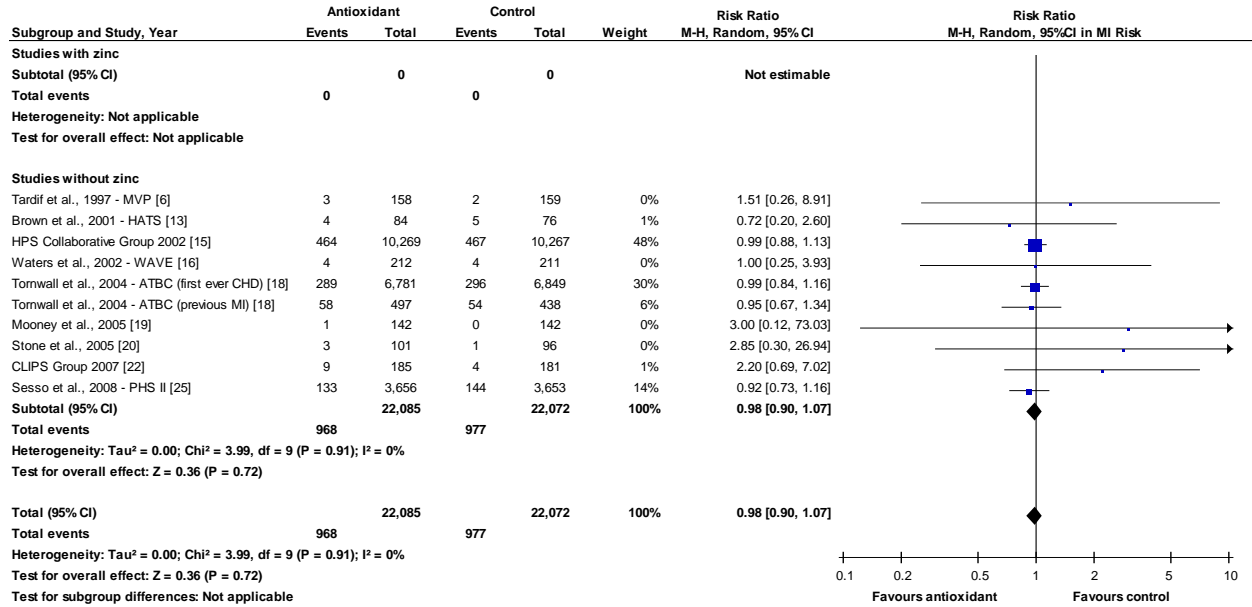 Antioxidant Control Risk Ratio Risk Ratio
Subgroup and Study, Year Events Total Events Total Weight M-H, Random, 95% CI M-H, Random, 95%CI in MI Risk
Studies with zinc
Subtotal (95% CI) 0 0 Not estimable
Total events 0 0
Heterogeneity: Not applicable
Test for overall effect: Not applicable
Studies without zinc
Tardif et al., 1997 - MVP [6] 3 158 2 159 0% 1.51 [0.26, 8.91]
Brown et al., 2001 - HATS [13] 4 84 5 76 1% 0.72 [0.20, 2.60]
HPS Collaborative Group 2002 [15] 464 10,269 467 10,267 48% 0.99 [0.88, 1.13]
Waters et al., 2002 - WAVE [16] 4 212 4 211 0% 1.00 [0.25, 3.93]
Tornwall et al., 2004 - ATBC (first ever CHD) [18] 289 6,781 296 6,849 30% 0.99 [0.84, 1.16]
Tornwall et al., 2004 - ATBC (previous MI) [18] 58 497 54 438 6% 0.95 [0.67, 1.34]
Mooney et al., 2005 [19] 1 142 0 142 0% 3.00 [0.12, 73.03]
Stone et al., 2005 [20] 3 101 1 96 0% 2.85 [0.30, 26.94]
CLIPS Group 2007 [22] 9 185 4 181 1% 2.20 [0.69, 7.02]
Sesso et al., 2008 - PHS II [25] 133 3,656 144 3,653 14% 0.92 [0.73, 1.16]
Subtotal (95% CI) 22,085 22,072 100% 0.98 [0.90, 1.07]
Total events 968 977
Heterogeneity: Tau² = 0.00; Chi² = 3.99, df = 9 (P = 0.91); I² = 0%
Test for overall effect: Z = 0.36 (P = 0.72)
Total (95% CI) 22,085 22,072 100% 0.98 [0.90, 1.07]
Total events 968 977
Heterogeneity: Tau² = 0.00; Chi² = 3.99, df = 9 (P = 0.91); I² = 0%
Test for overall effect: Z = 0.36 (P = 0.72)
Test for subgroup differences: Not applicable
0.1 0.2 0.5 1 2 5 10
Favours antioxidant Favours control